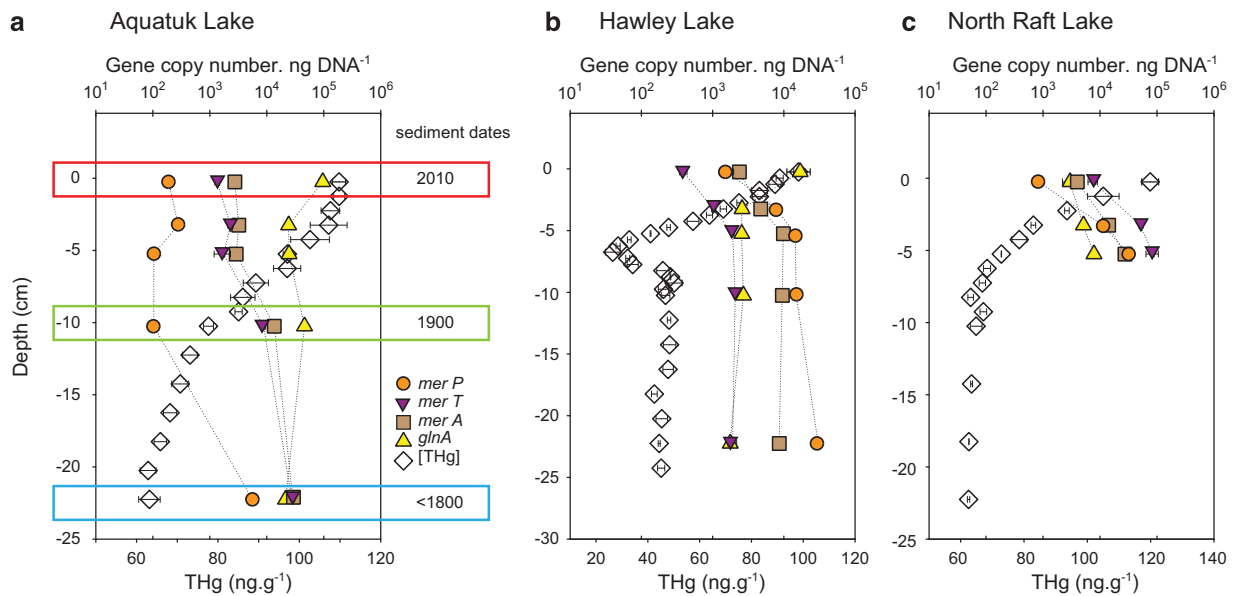 a Aquatuk Lake
Gene copy number. ng DNA-1
10^1 10^2 10^3 10^4 10^5 10^6
sediment dates
Depth (cm)
0
-5
-10
-15
-20
-25
2010
1900
<1800
mer P
mer T
mer A
glnA
[THg]
60 80 100 120
THg (ng.g-1)
b Hawley Lake
Gene copy number. ng DNA-1
10^1 10^2 10^3 10^4 10^5
0
-5
-10
-15
-20
-25
-30
20 40 60 80 100 120
THg (ng.g-1)
c North Raft Lake
Gene copy number. ng DNA-1
10^1 10^2 10^3 10^4 10^5 10^6
0
-5
-10
-15
-20
-25
60 80 100 120 140
THg (ng.g-1)